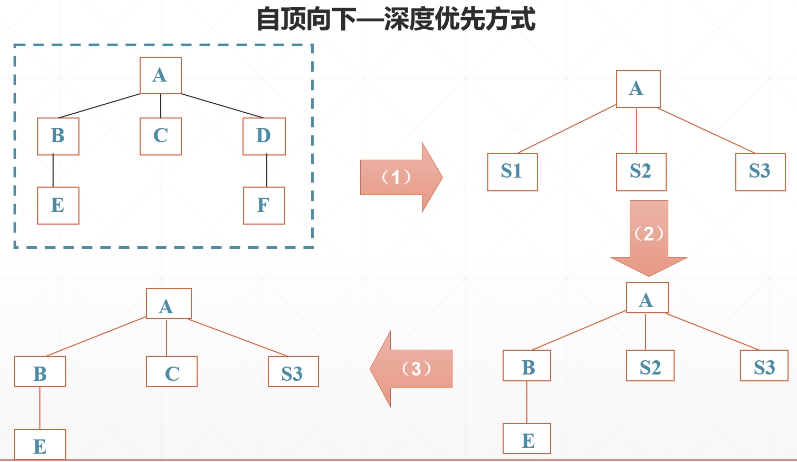 自顶向下—深度优先方式
A
B C D
E F
（1）
A
S1 S2 S3
（2）
A
B S2 S3
E
（3）
A
B C S3
E